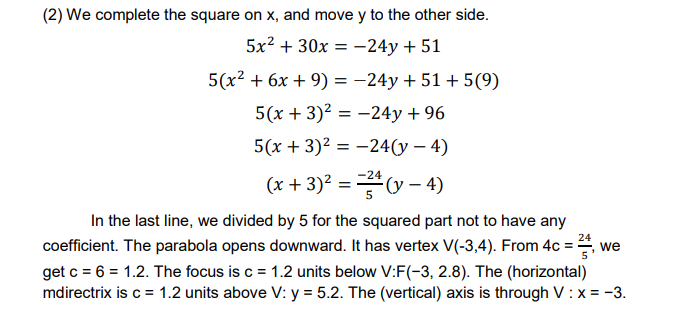 (2) We complete the square on x, and move y to the other side.
5x² + 30x = −24y + 51
5(x² + 6x + 9) = −24y + 51 + 5(9)
5(x + 3)² = −24y + 96
5(x + 3)² = −24(y − 4)
(x + 3)² = −24/5 (y − 4)
In the last line, we divided by 5 for the squared part not to have any
coefficient. The parabola opens downward. It has vertex V(-3,4). From 4c = 24/5, we
get c = 6 = 1.2. The focus is c = 1.2 units below V:F(−3, 2.8). The (horizontal)
mdirectrix is c = 1.2 units above V: y = 5.2. The (vertical) axis is through V : x = −3.